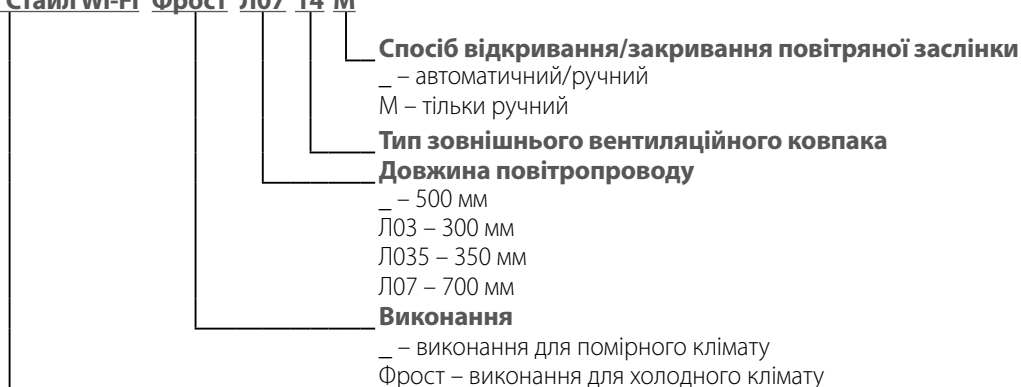 Стайл Wi-Fi Фрост Л07 14 М
Спосіб відкривання/закривання повітряної заслінки
_ – автоматичний/ручний
М – тільки ручний
Тип зовнішнього вентиляційного ковпака
Довжина повітропроводу
_ – 500 мм
Л03 – 300 мм
Л035 – 350 мм
Л07 – 700 мм
Виконання
_ – виконання для помірного клімату
Фрост – виконання для холодного клімату